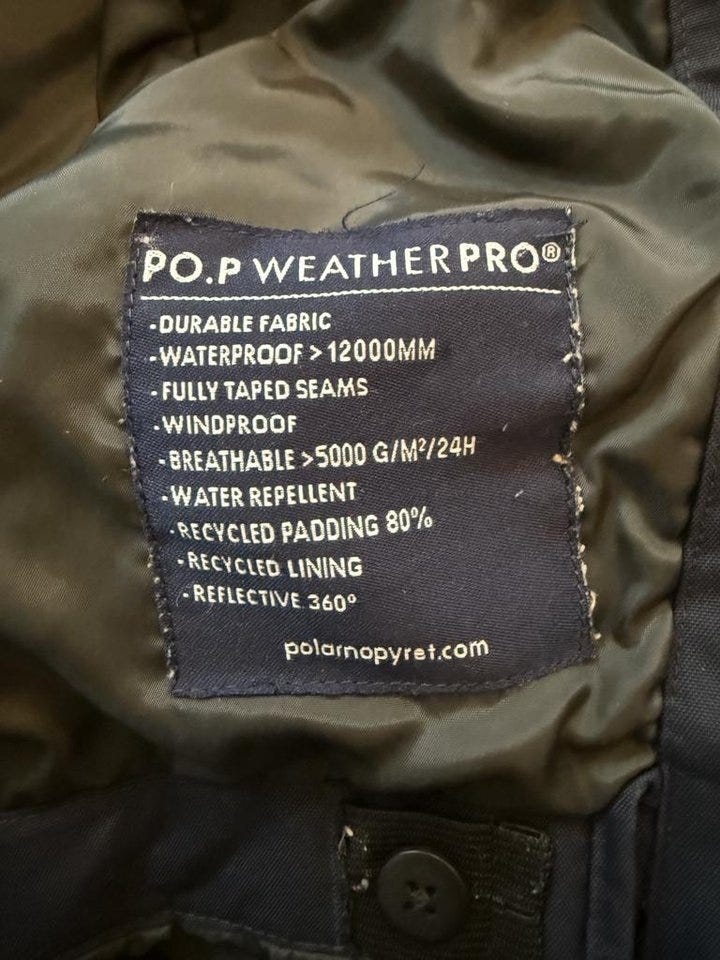 PO.P WEATHERPRO®
-DURABLE FABRIC
-WATERPROOF >12000MM
-FULLY TAPED SEAMS
-WINDPROOF
-BREATHABLE >5000 G/M²/24H
-WATER REPELLENT
-RECYCLED PADDING 80%
-RECYCLED LINING
-REFLECTIVE 360°
polarnopyret.com